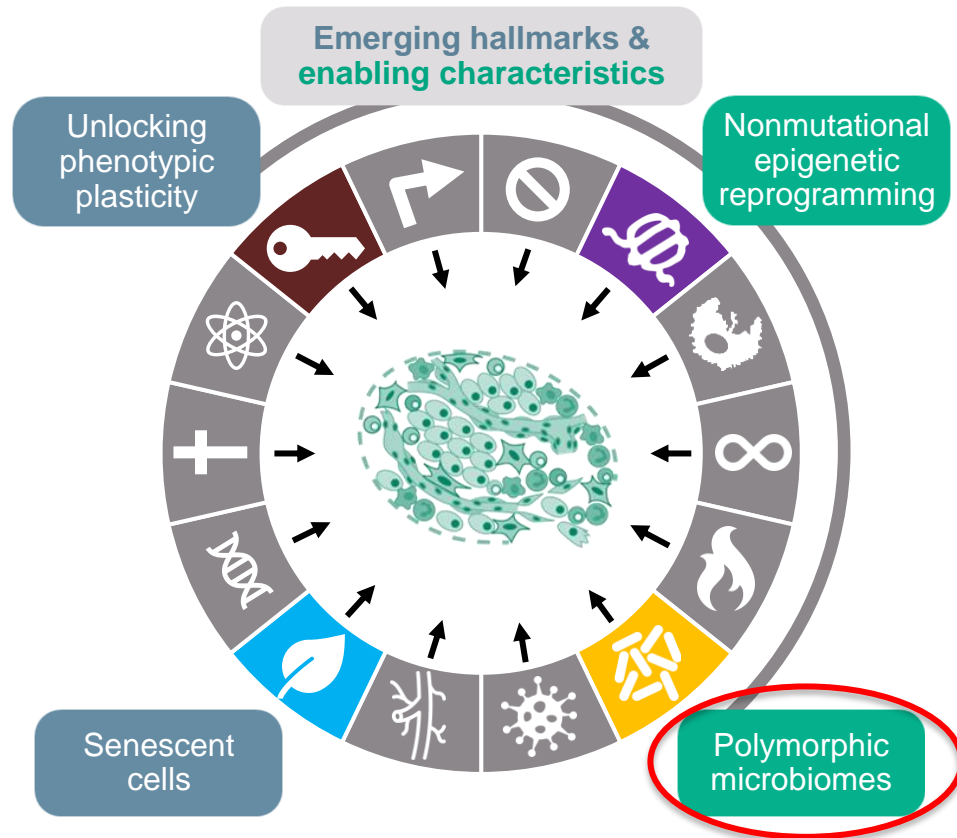 Emerging hallmarks &
enabling characteristics
Unlocking
phenotypic
plasticity
Nonmutational
epigenetic
reprogramming
Senescent
cells
Polymorphic
microbiomes